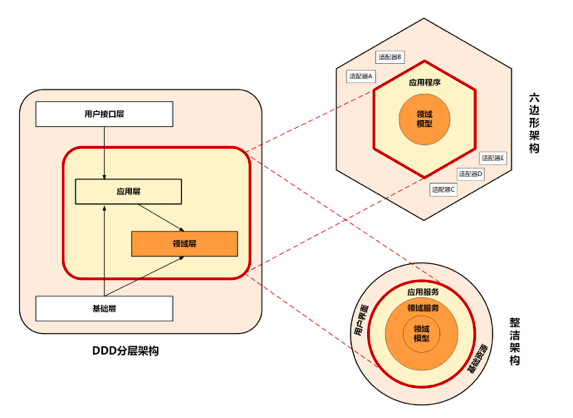 用户接口层
应用层
领域层
基础层
DDD分层架构
适配器B
适配器A
应用程序
领域
模型
适配器E
适配器D
适配器C
六边形架构
应用服务
领域服务
领域
模型
用户界面
基础资源
整洁架构